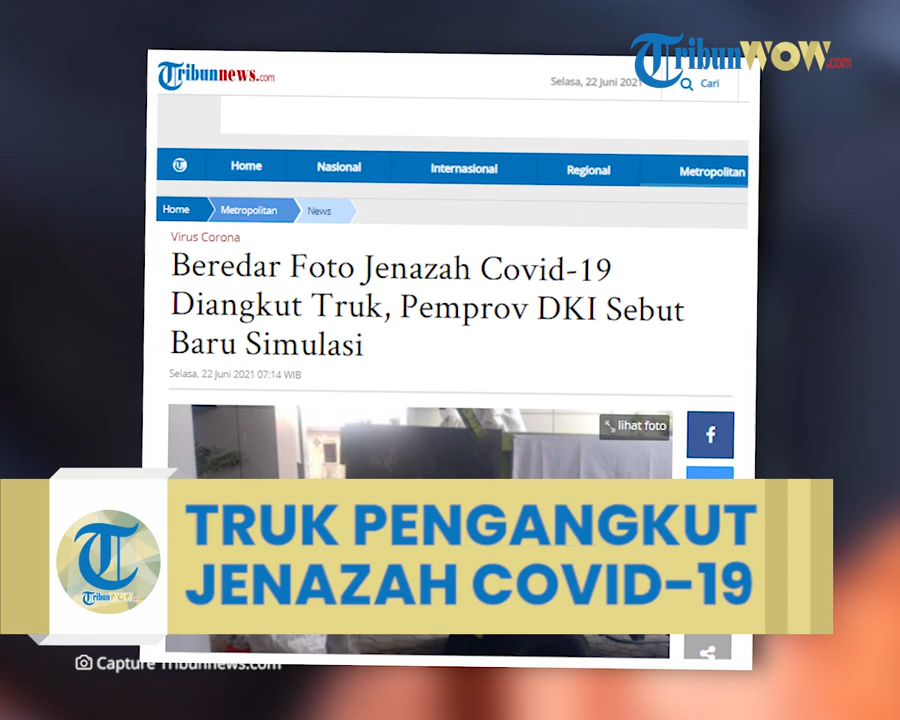 TribunWOW.com
Tribunnews.com
Selasa, 22 Juni 2021
Cari
Home
Nasional
Internasional
Regional
Metropolitan
Home
Metropolitan
News
Virus Corona
Beredar Foto Jenazah Covid-19
Diangkut Truk, Pemprov DKI Sebut
Baru Simulasi
Selasa, 22 Juni 2021 07:14 WIB
lihat foto
f
TRUK PENGANGKUT
JENAZAH COVID-19
TribunWOW.com
Capture Tribunnews.com